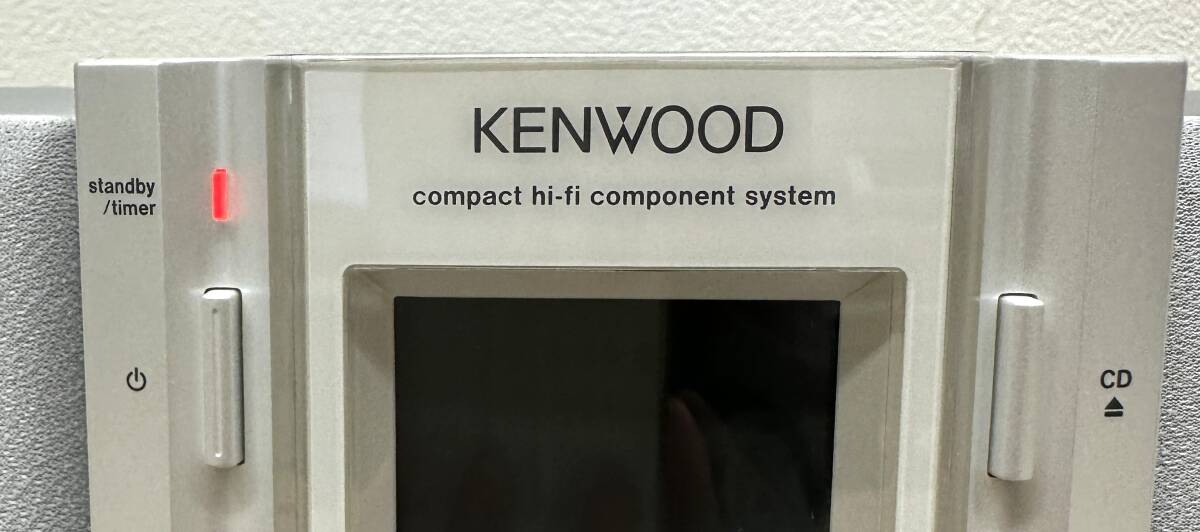 KENWOOD
compact hi-fi component system
standby
/timer
CD